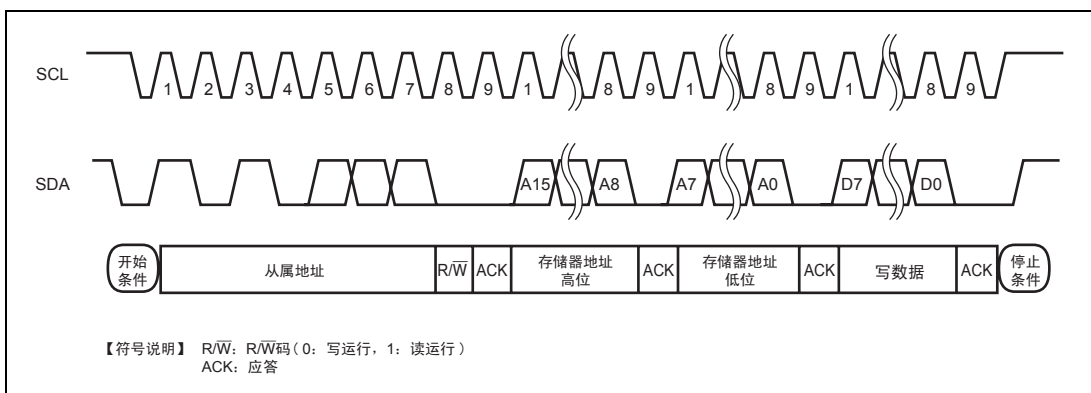 SCL
1 2 3 4 5 6 7 8 9 1 8 9 1 8 9 1 8 9
SDA
A15 A8 A7 A0 D7 D0
开始条件 从属地址 R/W̅ ACK 存储器地址高位 ACK 存储器地址低位 ACK 写数据 ACK 停止条件
【符号说明】 R/W̅: R/W̅码（0：写运行，1：读运行）
ACK：应答